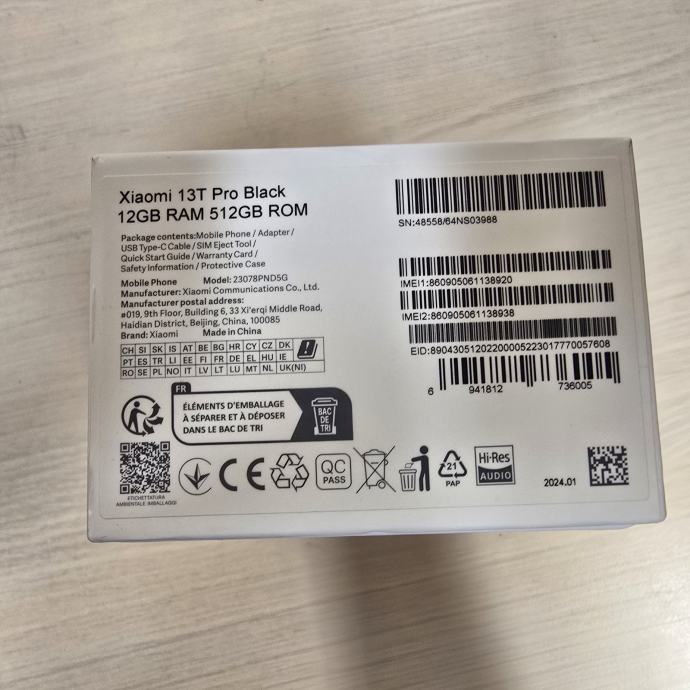 Xiaomi 13T Pro Black
12GB RAM 512GB ROM
Package contents:Mobile Phone / Adapter /
USB Type-C Cable / SIM Eject Tool /
Quick Start Guide / Warranty Card /
Safety Information / Protective Case
Mobile Phone Model: 23078PND5G
Manufacturer: Xiaomi Communications Co., Ltd.
Manufacturer postal address:
#019, 9th Floor, Building 6, 33 Xi'erqi Middle Road,
Haidian District, Beijing, China, 100085
Brand: Xiaomi Made in China
CH SI SK IS AT BE BG HR CY CZ DK
PT ES TR LI EE FI FR DE EL HU IE
RO SE PL NO IT LV LT LU MT NL UK(NI)
SN:48558/64NS03988
IMEI1:860905061138920
IMEI2:860905061138938
EID:89043051202200005223017770057608
6 941812 736005
FR
ÉLÉMENTS D'EMBALLAGE
À SÉPARER ET À DÉPOSER
DANS LE BAC DE TRI
BAC
DE
TRI
ETICHETTATURA
AMBIENTALE IMBALLAGGI
CE
QC
PASS
21
PAP
Hi-Res
AUDIO
2024.01